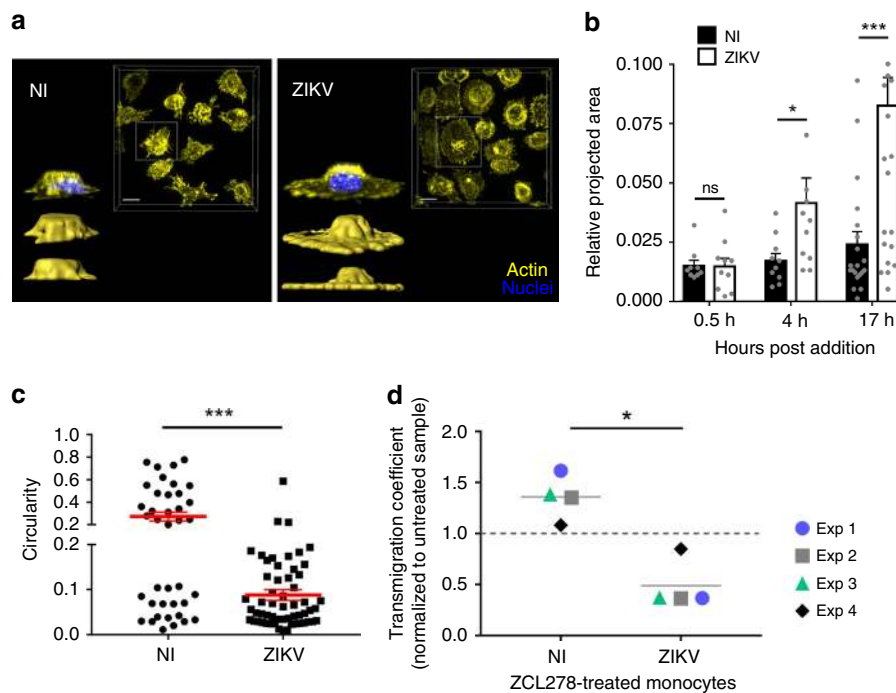 a
NI
ZIKV
Actin
Nuclei
b
NI
ZIKV
Relative projected area
0.100
0.075
0.050
0.025
0.000
ns
*
***
0.5 h
4 h
17 h
Hours post addition
c
***
Circularity
1.0
0.8
0.6
0.4
0.2
0.2
0.1
0.0
NI
ZIKV
d
*
Transmigration coefficient
(normalized to untreated sample)
2.0
1.5
1.0
0.5
0.0
NI
ZIKV
ZCL278-treated monocytes
Exp 1
Exp 2
Exp 3
Exp 4